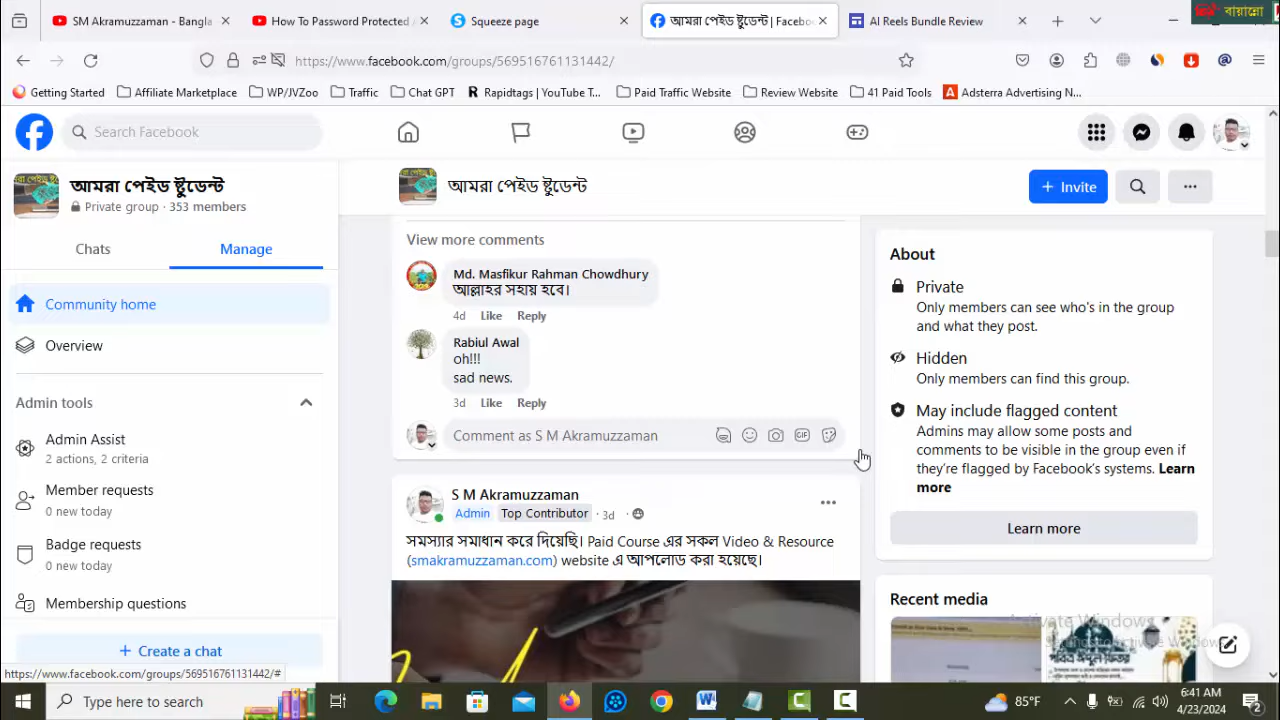 SM Akramuzzaman - Bangla
How To Password Protected
Squeeze page
আমরা পেইড ষ্টুডেন্ট | Facebo
AI Reels Bundle Review
বায়ান্নো
https://www.facebook.com/groups/569516761131442/
Getting Started
Affiliate Marketplace
WP/JVZoo
Traffic
Chat GPT
Rapidtags | YouTube T...
Paid Traffic Website
Review Website
41 Paid Tools
Adsterra Advertising N...
Search Facebook
আমরা পেইড ষ্টুডেন্ট
Private group · 353 members
Chats
Manage
Community home
Overview
Admin tools
Admin Assist
2 actions, 2 criteria
Member requests
0 new today
Badge requests
0 new today
Membership questions
+ Create a chat
https://www.facebook.com/groups/569516761131442/#
আমরা পেইড ষ্টুডেন্ট
+ Invite
View more comments
Md. Masfikur Rahman Chowdhury
আল্লাহর সহায় হবে।
4d Like Reply
Rabiul Awal
oh!!!
sad news.
3d Like Reply
Comment as S M Akramuzzaman
GIF
S M Akramuzzaman
Admin Top Contributor · 3d ·
সমস্যার সমাধান করে দিয়েছি। Paid Course এর সকল Video & Resource
(smakramuzzaman.com) website এ আপলোড করা হয়েছে।
About
Private
Only members can see who's in the group
and what they post.
Hidden
Only members can find this group.
May include flagged content
Admins may allow some posts and
comments to be visible in the group even if
they're flagged by Facebook's systems. Learn
more
Learn more
Recent media
Activate Windows
Type here to search
85°F
6:41 AM
4/23/2024
2